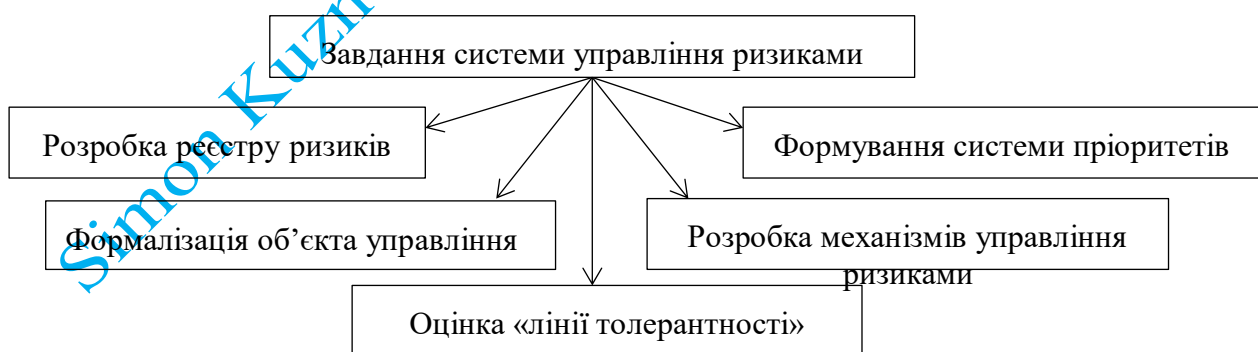 Завдання системи управління ризиками
Розробка реєстру ризиків
Формування системи пріоритетів
Формалізація об’єкта управління
Розробка механізмів управління
ризиками
Оцінка «лінії толерантності»
Simon Kuzn